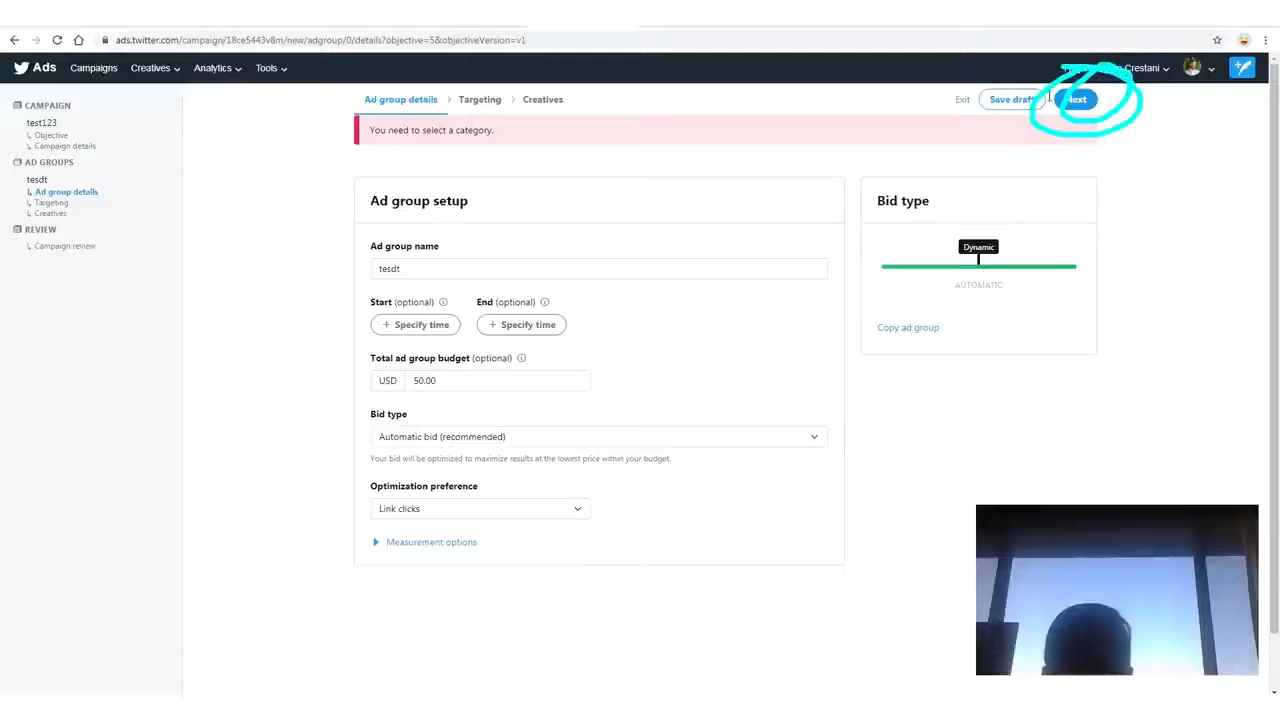 ads.twitter.com/campaign/18ce5443v8m/new/adgroup/0/details?objective=5&objectiveVersion=v1
Ads Campaigns Creatives Analytics Tools Crestani
CAMPAIGN
test123
Objective
Campaign details
AD GROUPS
tesdt
Ad group details
Targeting
Creatives
REVIEW
Campaign review
Ad group details Targeting Creatives Exit Save draft Next
You need to select a category.
Ad group setup
Ad group name
tesdt
Start (optional) End (optional)
+ Specify time + Specify time
Total ad group budget (optional)
USD 50.00
Bid type
Automatic bid (recommended)
Your bid will be optimized to maximize results at the lowest price within your budget.
Optimization preference
Link clicks
Measurement options
Bid type
Dynamic
AUTOMATIC
Copy ad group